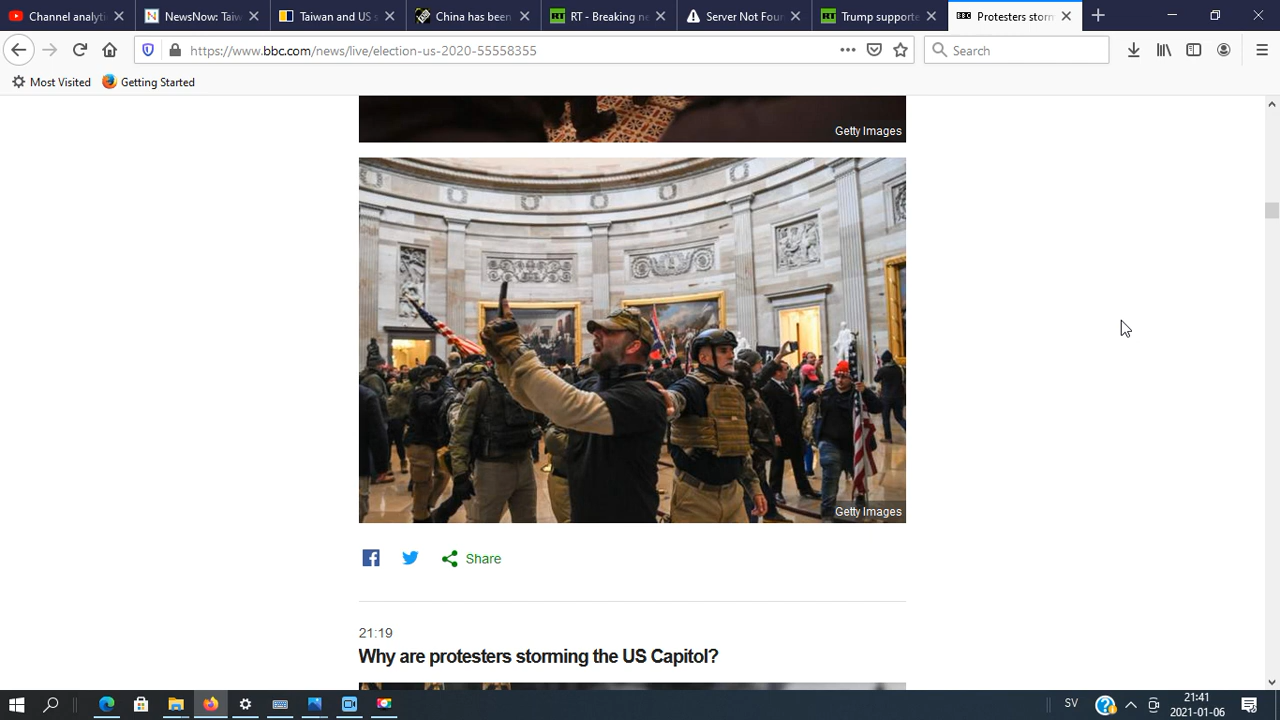 Channel analyti
NewsNow: Taiw
Taiwan and US s
China has been
RT - Breaking ne
Server Not Foun
Trump supporte
Protesters storm
https://www.bbc.com/news/live/election-us-2020-55558355
Search
Most Visited
Getting Started
Getty Images
Getty Images
Share
21:19
Why are protesters storming the US Capitol?
SV
21:41
2021-01-06